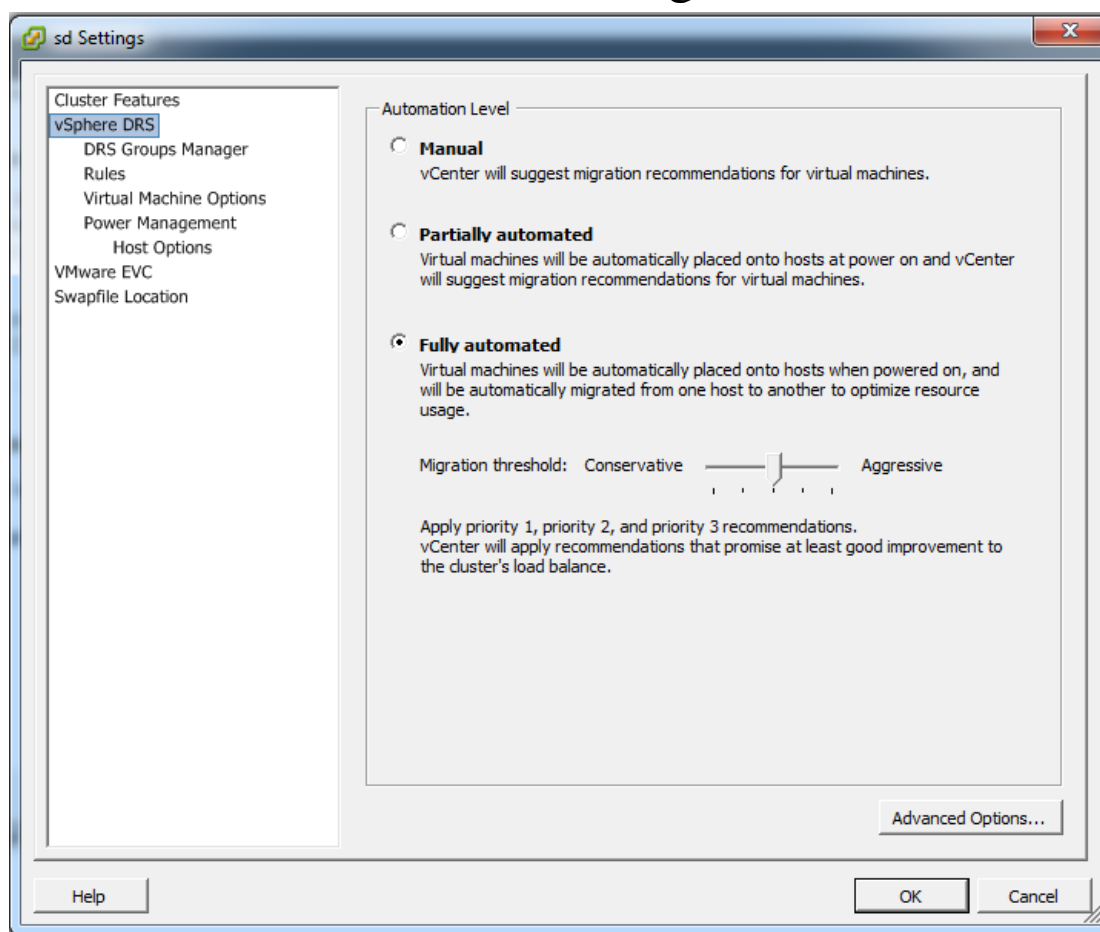 sd Settings
Cluster Features
vSphere DRS
DRS Groups Manager
Rules
Virtual Machine Options
Power Management
Host Options
VMware EVC
Swapfile Location
Automation Level
Manual
vCenter will suggest migration recommendations for virtual machines.
Partially automated
Virtual machines will be automatically placed onto hosts at power on and vCenter
will suggest migration recommendations for virtual machines.
Fully automated
Virtual machines will be automatically placed onto hosts when powered on, and
will be automatically migrated from one host to another to optimize resource
usage.
Migration threshold: Conservative Aggressive
Apply priority 1, priority 2, and priority 3 recommendations.
vCenter will apply recommendations that promise at least good improvement to
the cluster's load balance.
Advanced Options...
Help OK Cancel